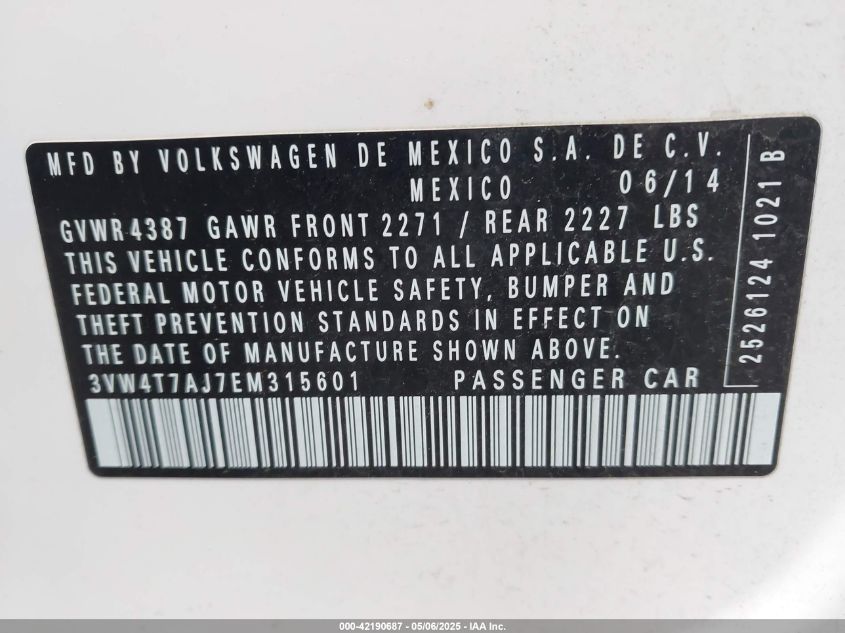 MFD BY VOLKSWAGEN DE MEXICO S.A. DE C.V.
MEXICO 06/14
GVWR4387 GAWR FRONT 2271 / REAR 2227 LBS
THIS VEHICLE CONFORMS TO ALL APPLICABLE U.S.
FEDERAL MOTOR VEHICLE SAFETY, BUMPER AND
THEFT PREVENTION STANDARDS IN EFFECT ON
THE DATE OF MANUFACTURE SHOWN ABOVE.
3VW4T7AJ7EM315601 PASSENGER CAR
2526124 1021 B
000-42190687 - 05/06/2025 - IAA Inc.